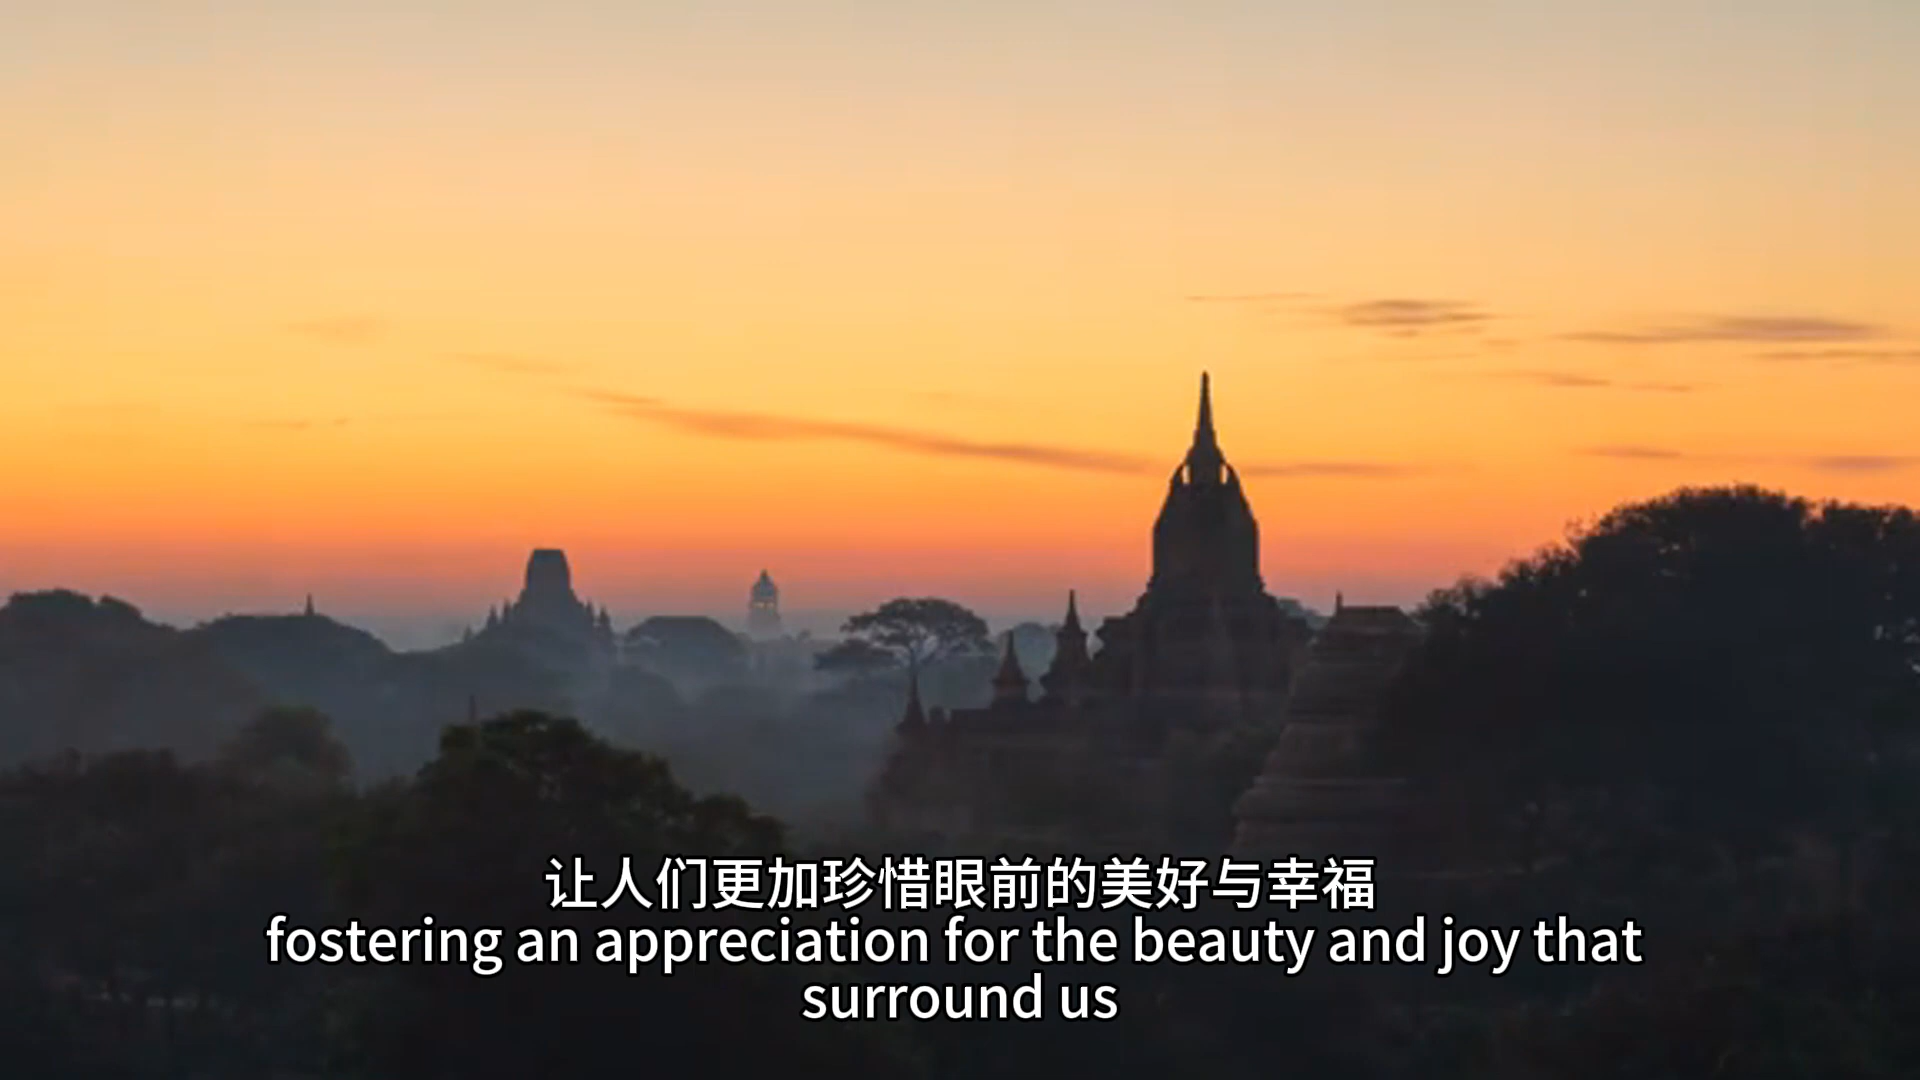 让人们更加珍惜眼前的美好与幸福
fostering an appreciation for the beauty and joy that
surround us